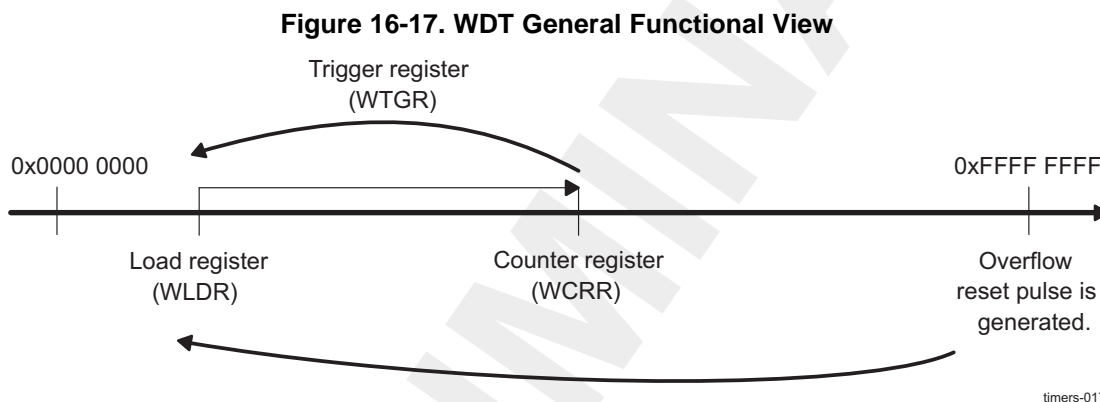 Figure 16-17. WDT General Functional View
Trigger register
(WTGR)
0x0000 0000
0xFFFF FFFF
Load register
(WLDR)
Counter register
(WCRR)
Overflow
reset pulse is
generated.